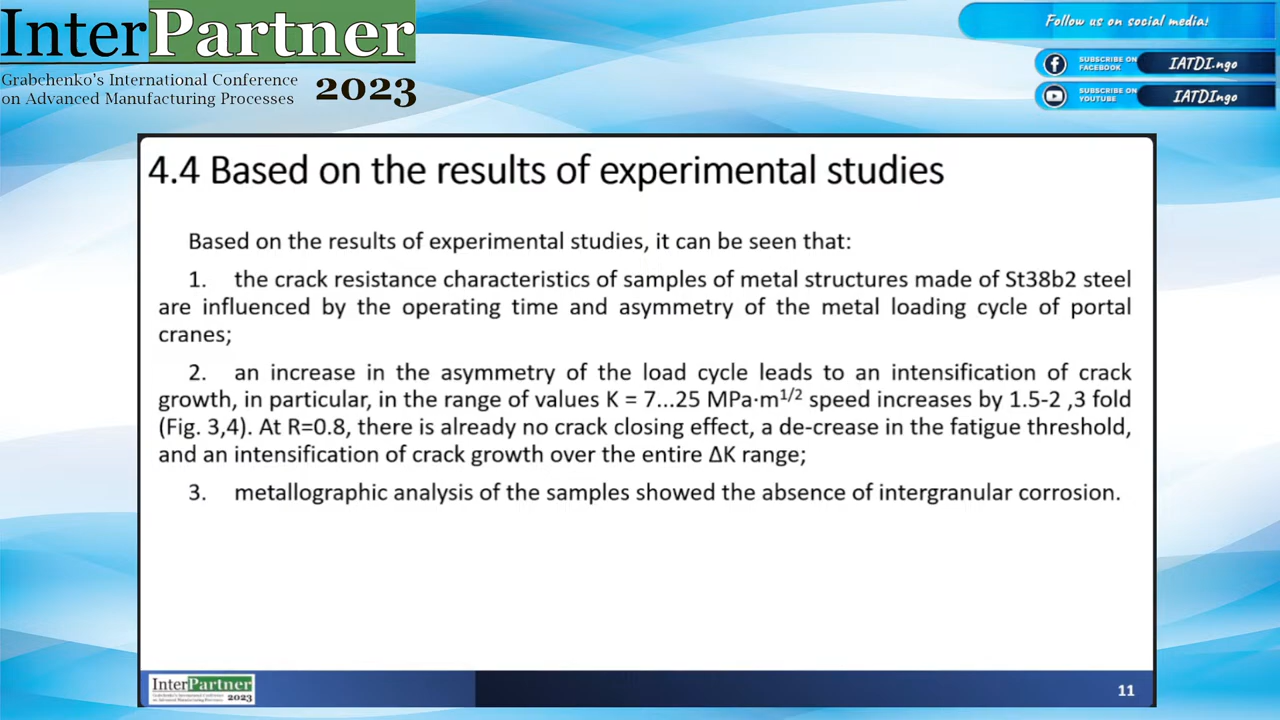 InterPartner
Grabchenko's International Conference
on Advanced Manufacturing Processes
2023
Follow us on social media!
SUBSCRIBE ON
FACEBOOK
IATDI.ngo
SUBSCRIBE ON
YOUTUBE
IATDIngo
4.4 Based on the results of experimental studies
Based on the results of experimental studies, it can be seen that:
1. the crack resistance characteristics of samples of metal structures made of St38b2 steel
are influenced by the operating time and asymmetry of the metal loading cycle of portal
cranes;
2. an increase in the asymmetry of the load cycle leads to an intensification of crack
growth, in particular, in the range of values K = 7...25 MPa·m^1/2 speed increases by 1.5-2 ,3 fold
(Fig. 3,4). At R=0.8, there is already no crack closing effect, a de-crease in the fatigue threshold,
and an intensification of crack growth over the entire ΔK range;
3. metallographic analysis of the samples showed the absence of intergranular corrosion.
InterPartner
Grabchenko's International Conference
on Advanced Manufacturing Processes
2023
11